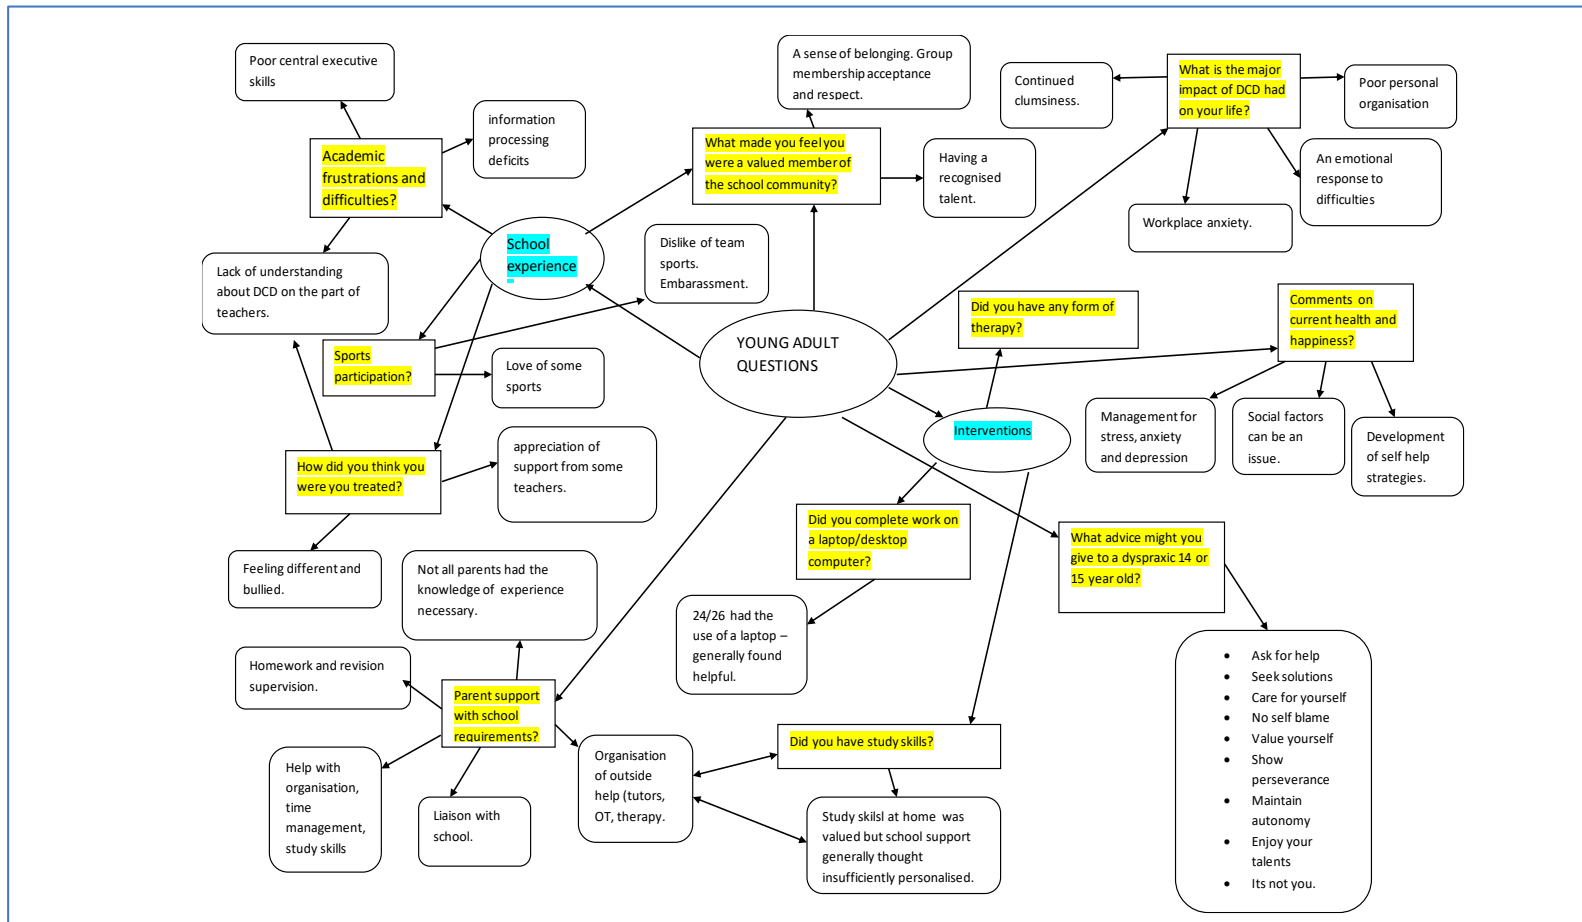 Poor central executive
skills
information
processing
deficits
Academic
frustrations and
difficulties?
Lack of understanding
about DCD on the part of
teachers.
School
experience
A sense of belonging. Group
membership acceptance
and respect.
What made you feel you
were a valued member of
the school community?
Having a
recognised
talent.
Continued
clumsiness.
What is the major
impact of DCD had
on your life?
Poor personal
organisation
An emotional
response to
difficulties
Workplace anxiety.
Dislike of team
sports.
Embarassment.
Sports
participation?
Love of some
sports
YOUNG ADULT
QUESTIONS
Did you have any form of
therapy?
Comments on
current health and
happiness?
Management for
stress, anxiety
and depression
Social factors
can be an
issue.
Development
of self help
strategies.
Interventions
How did you think you
were you treated?
appreciation of
support from some
teachers.
Feeling different and
bullied.
Not all parents had the
knowledge of experience
necessary.
Did you complete work on
a laptop/desktop
computer?
What advice might you
give to a dyspraxic 14 or
15 year old?
24/26 had the
use of a laptop –
generally found
helpful.
Homework and revision
supervision.
Parent support
with school
requirements?
Help with
organisation,
time
management,
study skills
Liaison with
school.
Organisation
of outside
help (tutors,
OT, therapy.
Did you have study skills?
Study skilsl at home was
valued but school support
generally thought
insufficiently personalised.
• Ask for help
• Seek solutions
• Care for yourself
• No self blame
• Value yourself
• Show
perseverance
• Maintain
autonomy
• Enjoy your
talents
• Its not you.